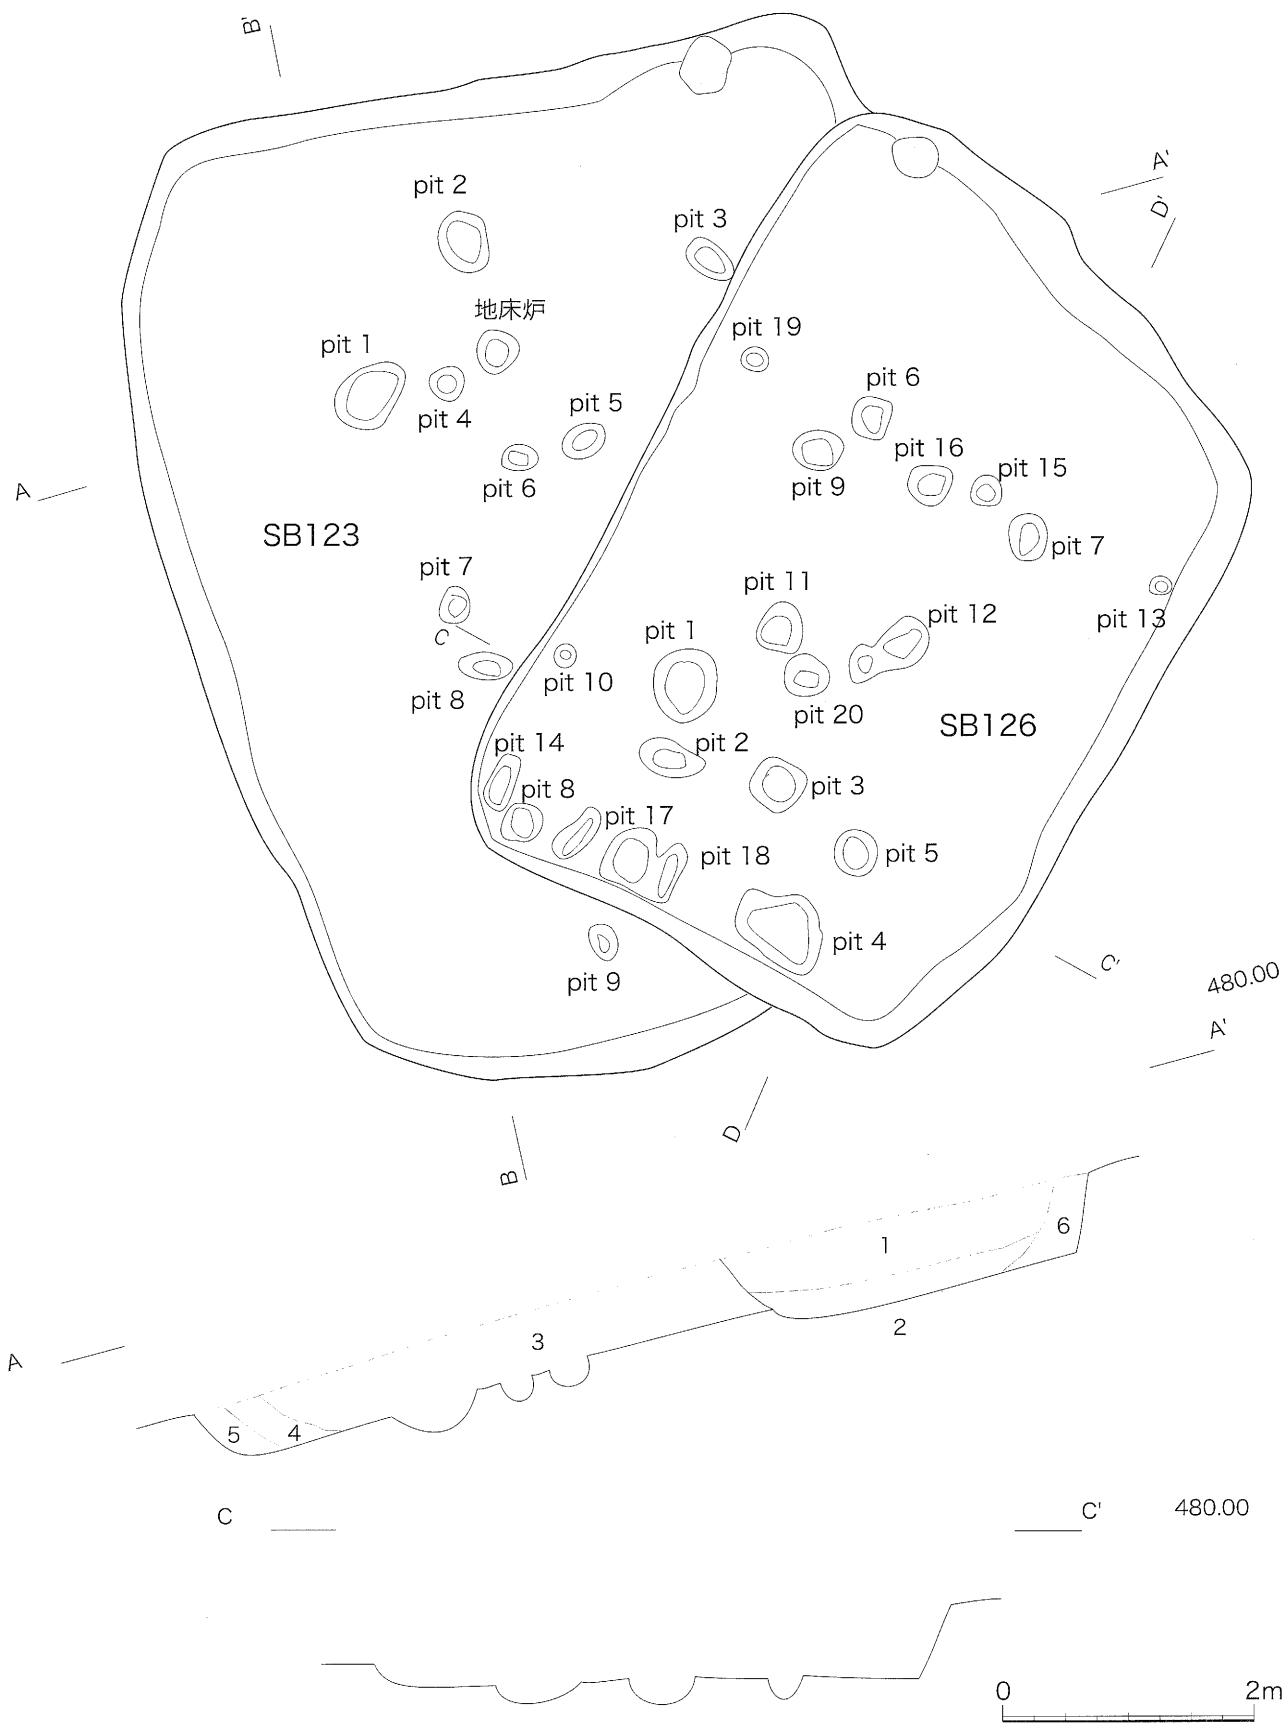 B'
A'
D'
pit 2
pit 3
地床炉
pit 19
pit 1
pit 6
pit 5
pit 4
pit 16
pit 15
pit 9
pit 6
A
SB123
pit 7
pit 7
pit 11
pit 12
pit 13
C
pit 1
pit 10
pit 8
pit 20
SB126
pit 14
pit 2
pit 8
pit 3
pit 17
pit 18
pit 5
pit 4
C'
pit 9
480.00
A'
D
B
6
1
2
3
A
5
4
C
C'
480.00
0
2m